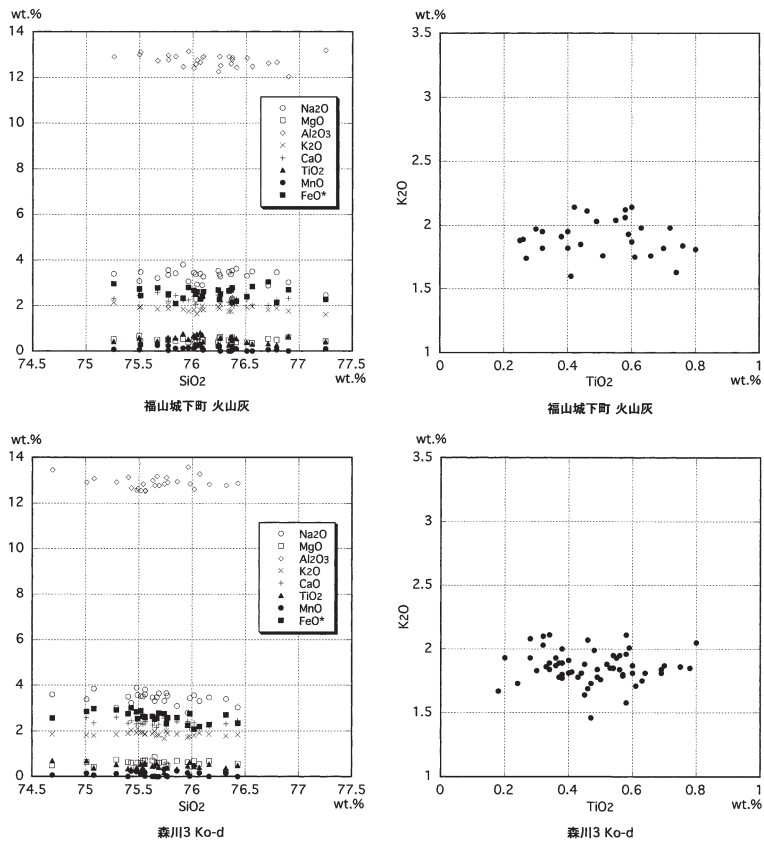 wt.%
14
12
10
8
6
4
2
0
Na2O
MgO
Al2O3
K2O
CaO
TiO2
MnO
FeO*
74.5 75 75.5 76 76.5 77 77.5
SiO2 wt.%
福山城下町 火山灰
wt.%
3.5
3
2.5
K2O
2
1.5
1
0 0.2 0.4 0.6 0.8 1
TiO2 wt.%
福山城下町 火山灰
wt.%
14
12
10
8
6
4
2
0
Na2O
MgO
Al2O3
K2O
CaO
TiO2
MnO
FeO*
74.5 75 75.5 76 76.5 77 77.5
SiO2 wt.%
森川3 Ko-d
wt.%
3.5
3
2.5
K2O
2
1.5
1
0 0.2 0.4 0.6 0.8 1
TiO2 wt.%
森川3 Ko-d